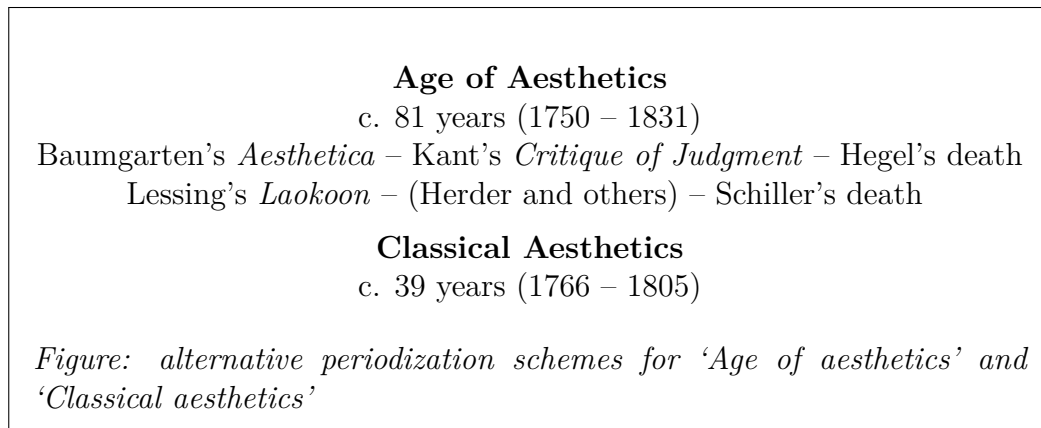 Age of Aesthetics
c. 81 years (1750 – 1831)
Baumgarten's Aesthetica – Kant's Critique of Judgment – Hegel's death
Lessing's Laokoon – (Herder and others) – Schiller's death
Classical Aesthetics
c. 39 years (1766 – 1805)
Figure: alternative periodization schemes for ‘Age of aesthetics’ and
‘Classical aesthetics’